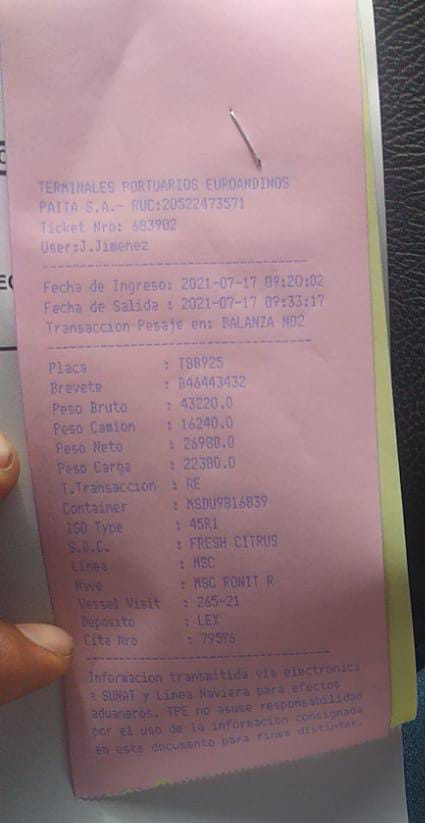 TERMINALES PORTUARIOS EUROANDINOS
PAITA S.A.- RUC:20522473571
Ticket Nro: 683902
User:J.Jimenez
Fecha de Ingreso: 2021-07-17 09:20:02
Fecha de Salida : 2021-07-17 09:33:17
Transaccion Pesaje en: BALANZA NO2
Placa : T8B925
Brevete : B46443432
Peso Bruto : 43220.0
Peso Camion : 16240.0
Peso Neto : 26980.0
Peso Carga : 22380.0
T.Transaccion : RE
Container : MSDU9816839
ISO Type : 45R1
S.D.C. : FRESH CITRUS
Linea : MSC
Nave : MSC RONIT R
Vessel Visit : 265-21
Deposito : LEX
Cita Nro : 79596
Informacion transmitida via electronica
a SUNAT y Linea Naviera para efectos
aduaneros. TPE no asume responsabilidad
por el uso de la informacion consignada
en este documento para fines distintos.